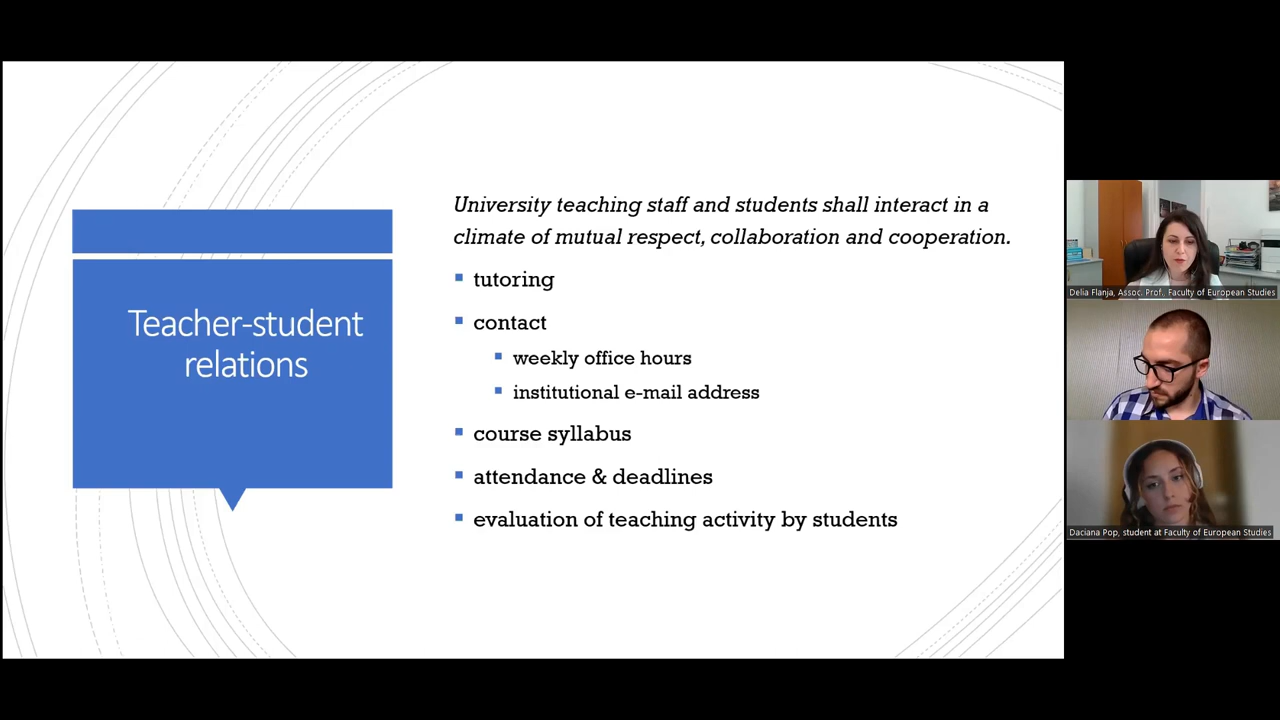 Teacher-student
relations
University teaching staff and students shall interact in a
climate of mutual respect, collaboration and cooperation.
tutoring
contact
weekly office hours
institutional e-mail address
course syllabus
attendance & deadlines
evaluation of teaching activity by students
Delia Flanja, Assoc. Prof., Faculty of European Studies
Daciana Pop, student at Faculty of European Studies